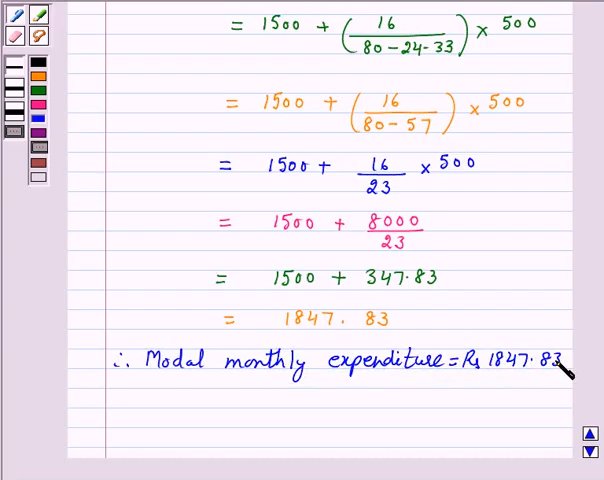 = 1500 + (16/80-24-33) × 500
= 1500 + (16/80-57) × 500
= 1500 + 16/23 × 500
= 1500 + 8000/23
= 1500 + 347.83
= 1847.83
∴ Modal monthly expenditure = Rs 1847.83